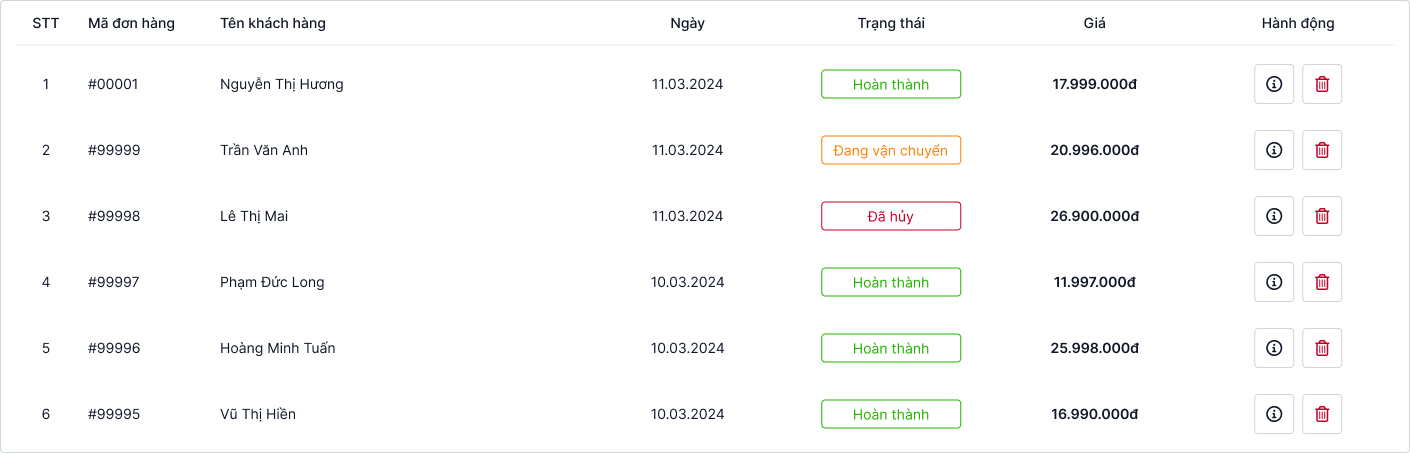 STT Mã đơn hàng Tên khách hàng Ngày Trạng thái Giá Hành động
1 #00001 Nguyễn Thị Hương 11.03.2024 Hoàn thành 17.999.000đ
2 #99999 Trần Văn Anh 11.03.2024 Đang vận chuyển 20.996.000đ
3 #99998 Lê Thị Mai 11.03.2024 Đã hủy 26.900.000đ
4 #99997 Phạm Đức Long 10.03.2024 Hoàn thành 11.997.000đ
5 #99996 Hoàng Minh Tuấn 10.03.2024 Hoàn thành 25.998.000đ
6 #99995 Vũ Thị Hiền 10.03.2024 Hoàn thành 16.990.000đ